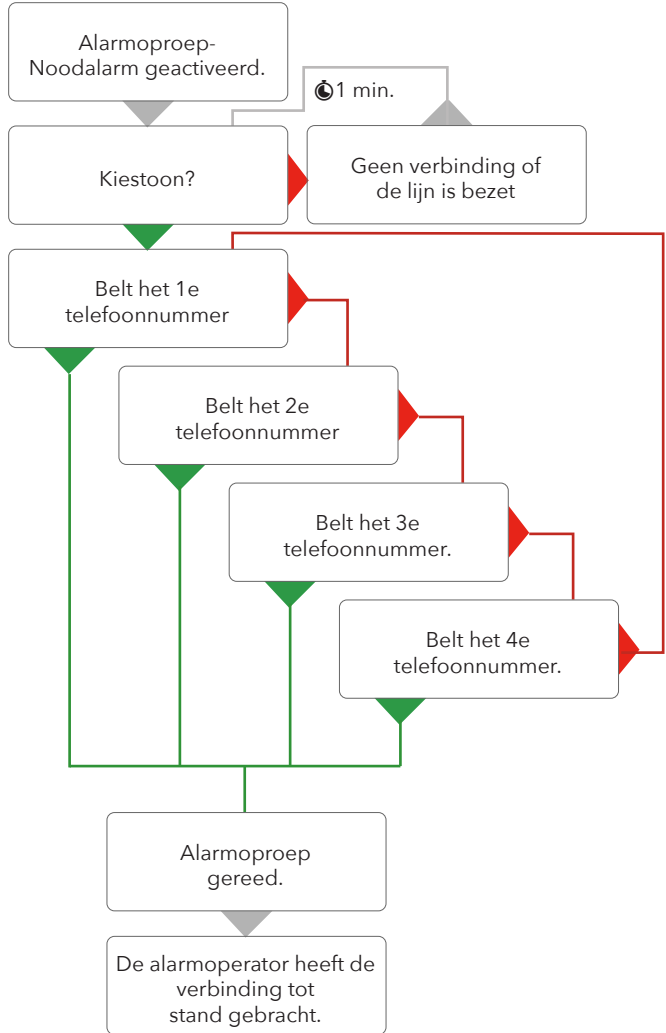 Alarmoproep-
Noodalarm geactiveerd.
1 min.
Kiestoon?
Geen verbinding of
de lijn is bezet
Belt het 1e
telefoonnummer
Belt het 2e
telefoonnummer
Belt het 3e
telefoonnummer.
Belt het 4e
telefoonnummer.
Alarmoproep
gereed.
De alarmoperator heeft de
verbinding tot
stand gebracht.